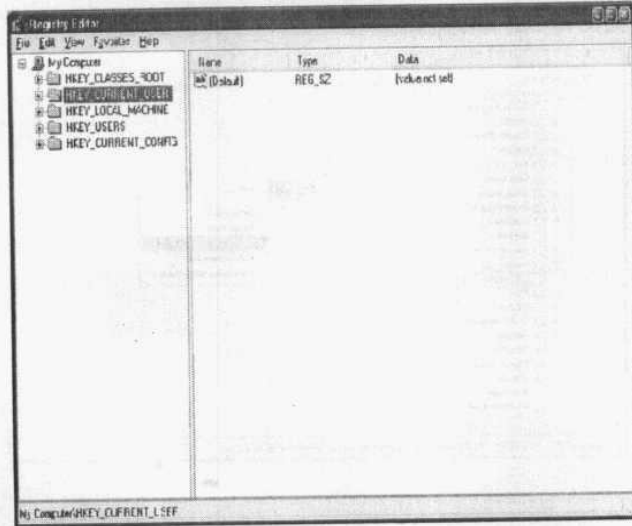 Registry Editor
File Edit View Favorites Help
My Computer
HKEY_CLASSES_ROOT
HKEY_CURRENT_USER
HKEY_LOCAL_MACHINE
HKEY_USERS
HKEY_CURRENT_CONFIG
Name Type Data
ab (Default) REG_SZ (value not set)
My Computer\HKEY_CURRENT_USER